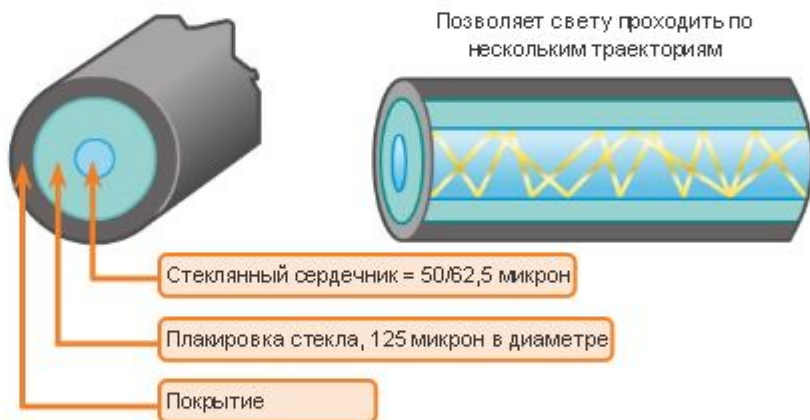 Позволяет свету проходить по
нескольким траекториям
Стеклянный сердечник = 50/62,5 микрон
Плакировка стекла, 125 микрон в диаметре
Покрытие